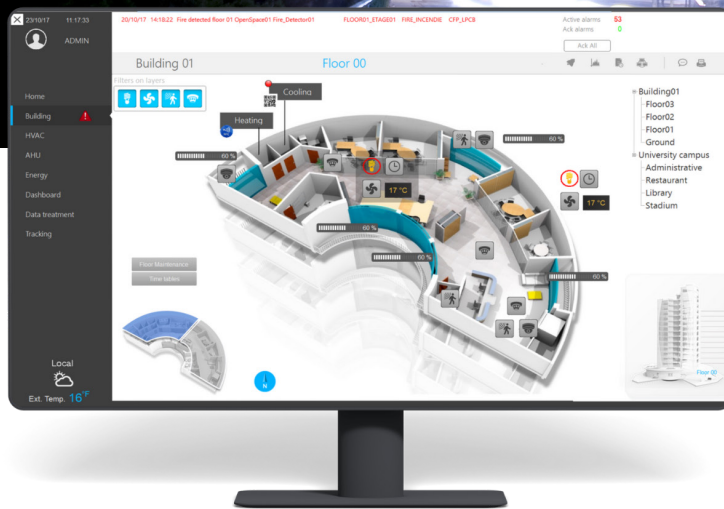 23/10/17 11:17:33
20/10/17 14:18:22 Fire detected floor 01 OpenSpace01 Fire_Detector01 FLOOR01_ETAGE01 FIRE_INCENDIE CFP_LPCB
Active alarms 53
Ack alarms 0
Ack All
ADMIN
Building 01 Floor 00
Filters on layers
Home
Building
HVAC
AHU
Energy
Dashboard
Data treatment
Tracking
Cooling
Heating
60 %
60 %
17 °C
17 °C
60 %
60 %
60 %
Building01
Floor03
Floor02
Floor01
Ground
University campus
Administrative
Restaurant
Library
Stadium
Floor Maintenance
Time tables
N
Floor 00
Local
Ext. Temp. 16°F